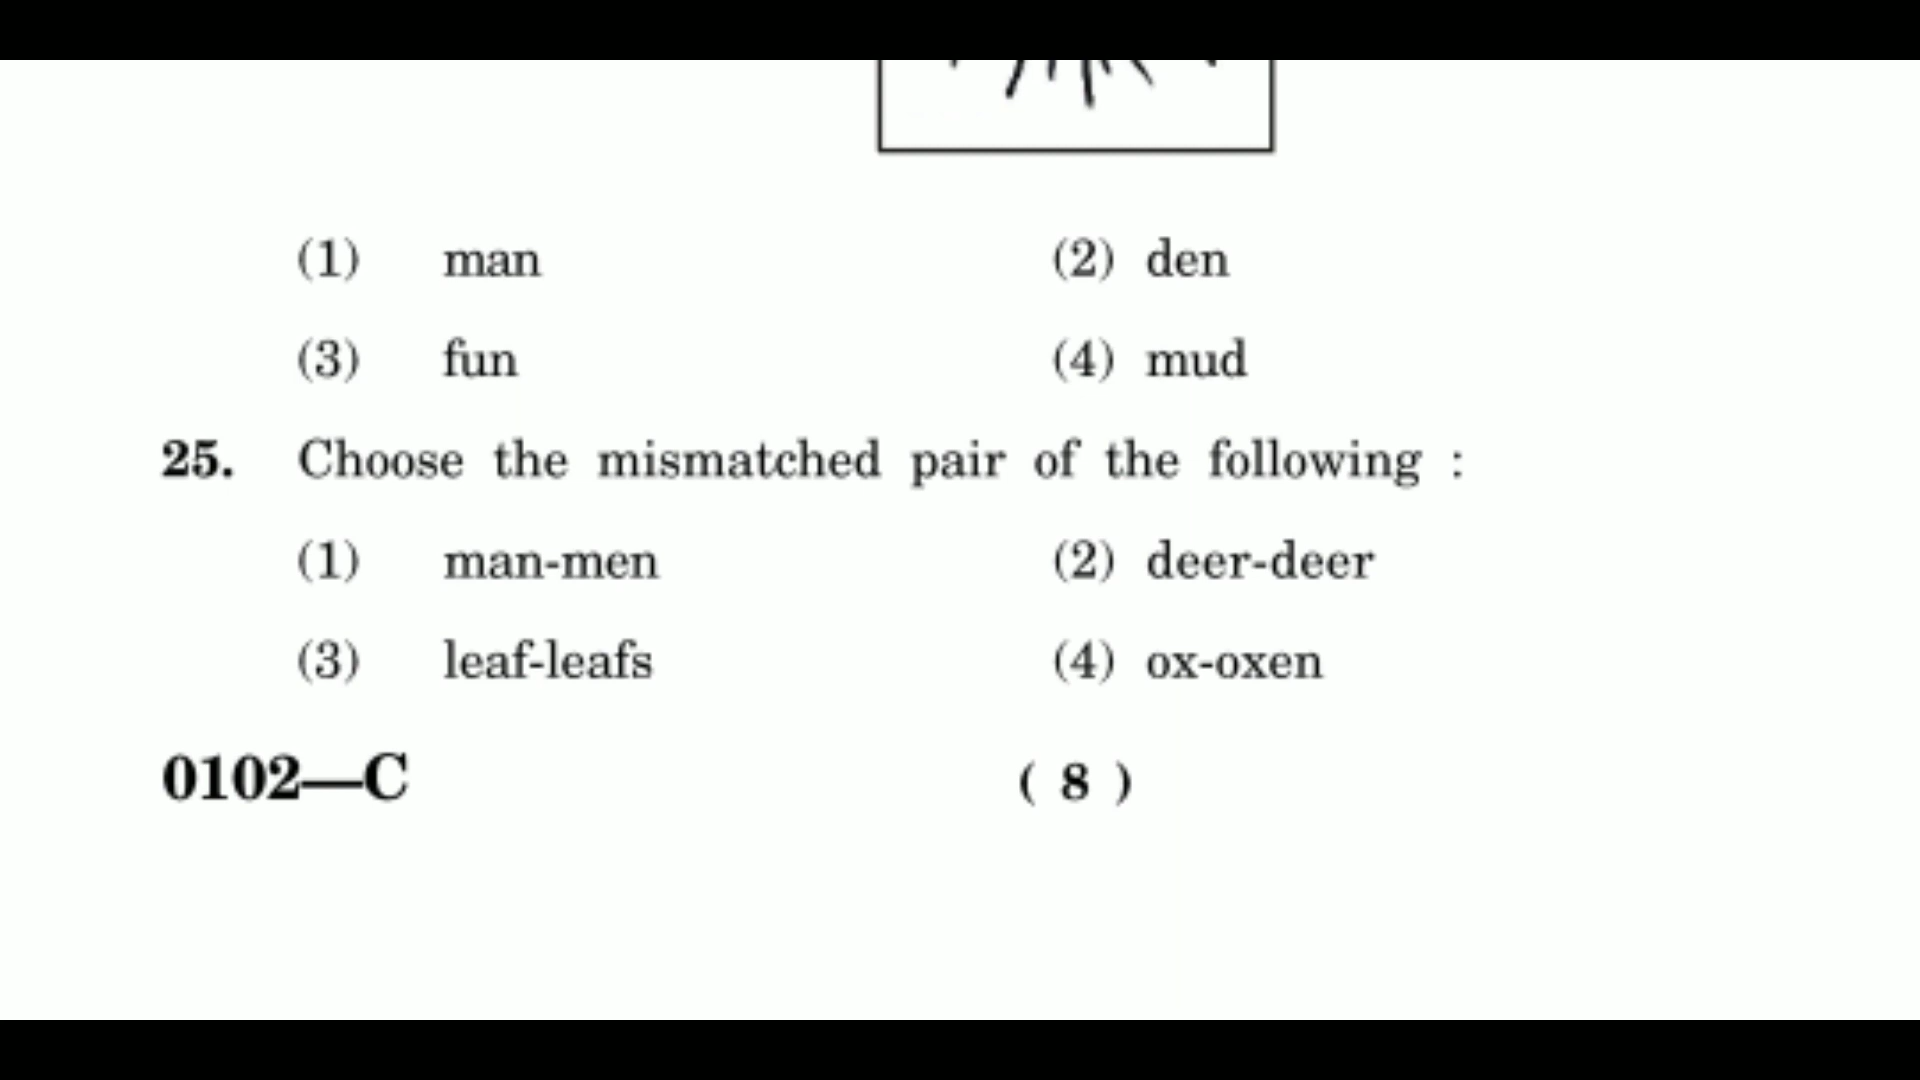 (1) man (2) den
(3) fun (4) mud
25. Choose the mismatched pair of the following :
(1) man-men (2) deer-deer
(3) leaf-leafs (4) ox-oxen
0102—C ( 8 )